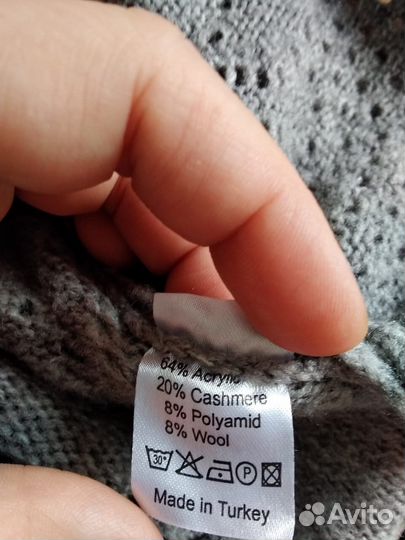 64% Acrylic
20% Cashmere
8% Polyamid
8% Wool
30° P
Made in Turkey
Avito